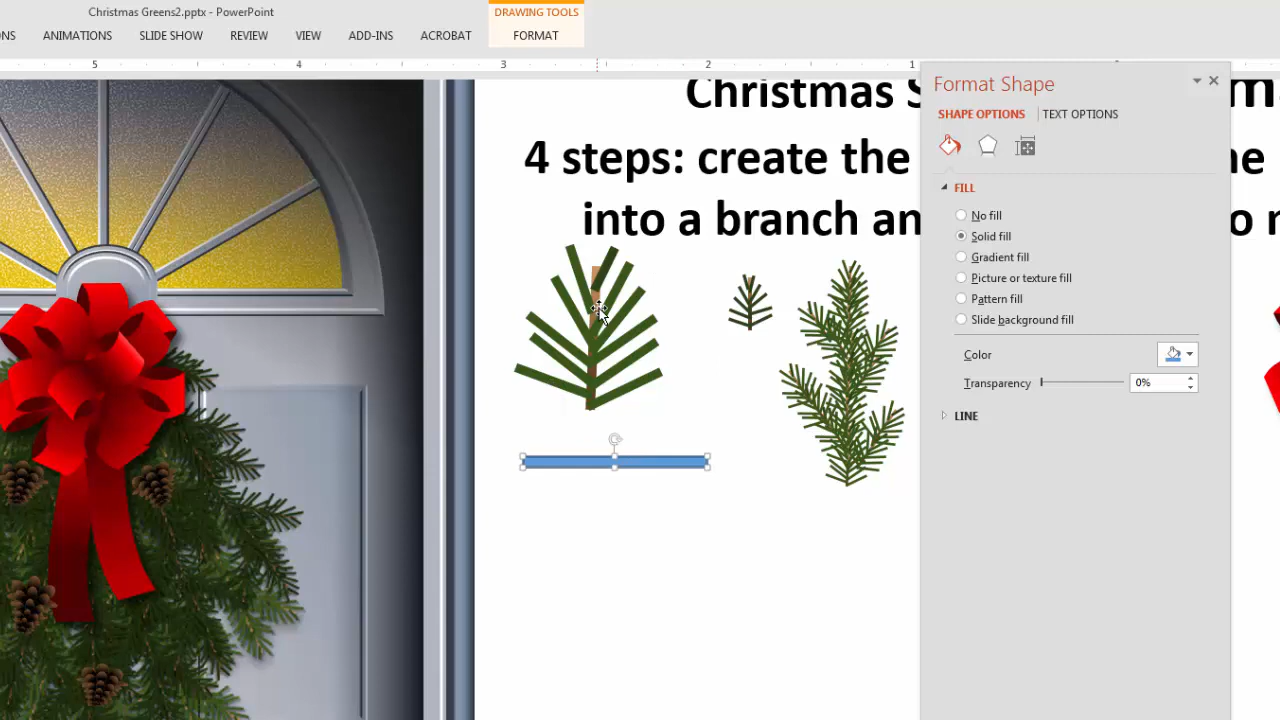 Christmas Greens2.pptx - PowerPoint
DRAWING TOOLS
ANIMATIONS SLIDE SHOW REVIEW VIEW ADD-INS ACROBAT FORMAT
5 4 3 2 1
Christmas S
4 steps: create the
into a branch an
Format Shape
SHAPE OPTIONS TEXT OPTIONS
FILL
No fill
Solid fill
Gradient fill
Picture or texture fill
Pattern fill
Slide background fill
Color
Transparency 0%
LINE